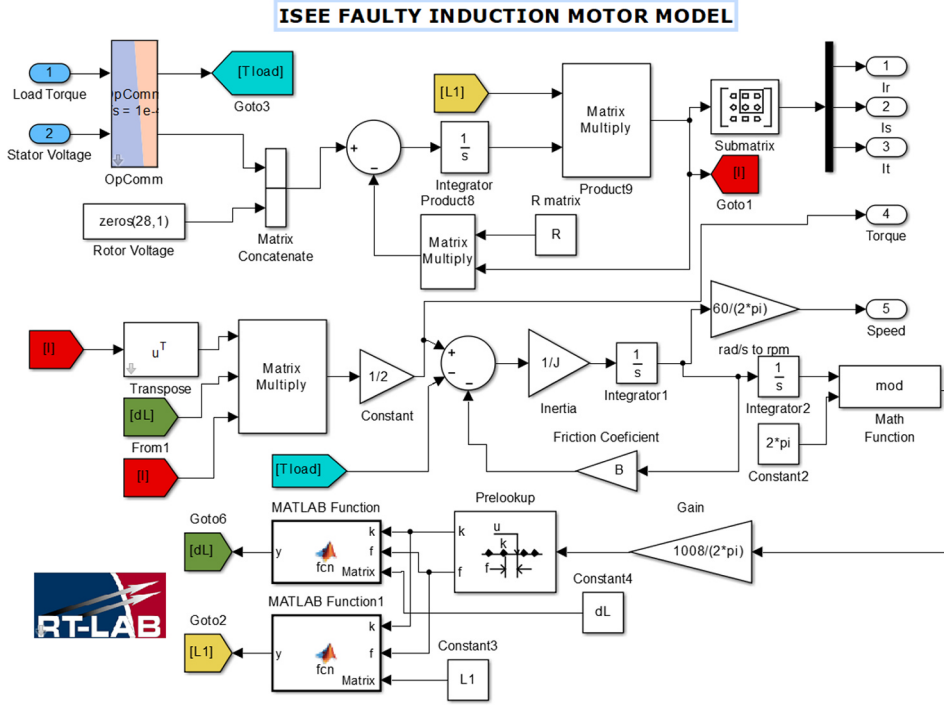 ISEE FAULTY INDUCTION MOTOR MODEL
1
Load Torque
2
Stator Voltage
OpComm
s = 1e-
OpComm
[Tload]
Goto3
zeros(28,1)
Rotor Voltage
Matrix
Concatenate
+
−
1
s
Integrator
[L1]
Matrix
Multiply
Product9
Product8
Matrix
Multiply
R matrix
R
Submatrix
[I]
Goto1
1
Ir
2
Is
3
It
4
Torque
5
Speed
[I]
u^T
Transpose
[dL]
From1
[I]
Matrix
Multiply
1/2
Constant
+
−
−
[Tload]
1/J
Inertia
1
s
Integrator1
60/(2*pi)
rad/s to rpm
1
s
Integrator2
Friction Coeficient
B
2*pi
Constant2
mod
Math
Function
Goto6
[dL]
MATLAB Function
y
fcn
k
f
Matrix
Prelookup
k
f
u
k
f
Gain
1008/(2*pi)
Constant4
dL
RT-LAB
Goto2
[L1]
MATLAB Function1
y
fcn
k
f
Matrix
Constant3
L1